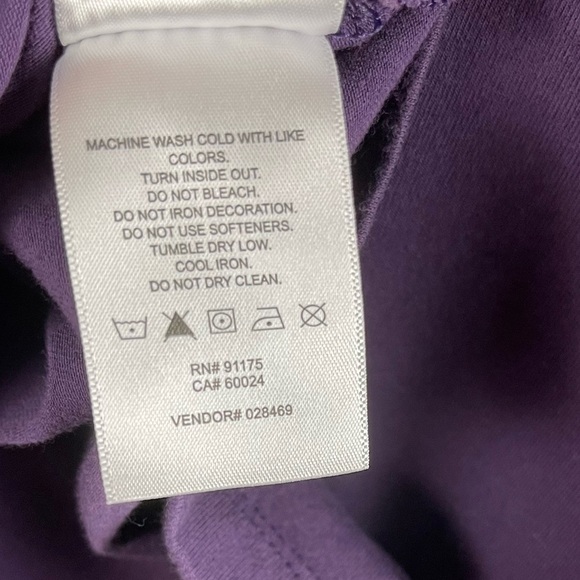 MACHINE WASH COLD WITH LIKE
COLORS.
TURN INSIDE OUT.
DO NOT BLEACH.
DO NOT IRON DECORATION.
DO NOT USE SOFTENERS.
TUMBLE DRY LOW.
COOL IRON.
DO NOT DRY CLEAN.
RN# 91175
CA# 60024
VENDOR# 028469